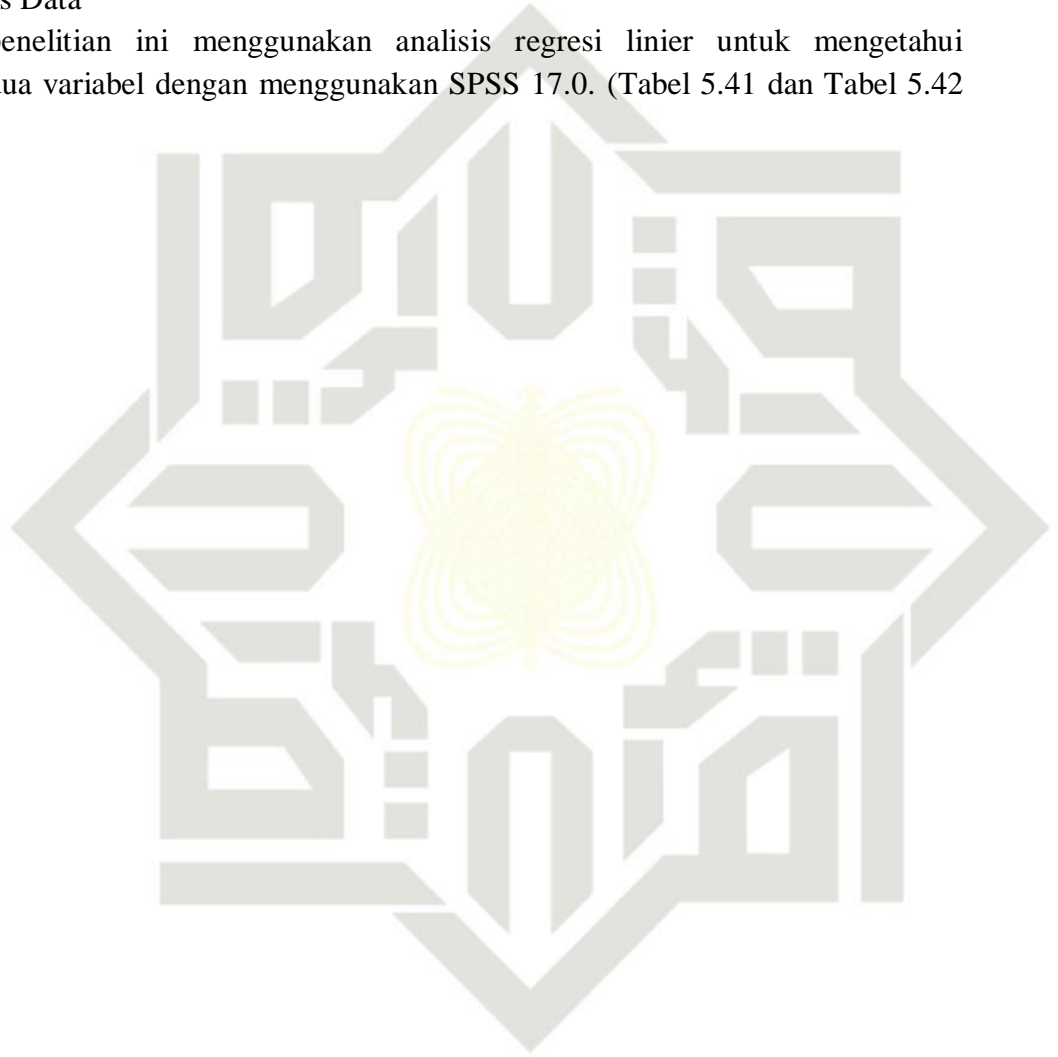 s Data
enelitian ini menggunakan analisis regresi linier untuk mengetahui
ua variabel dengan menggunakan SPSS 17.0. (Tabel 5.41 dan Tabel 5.42